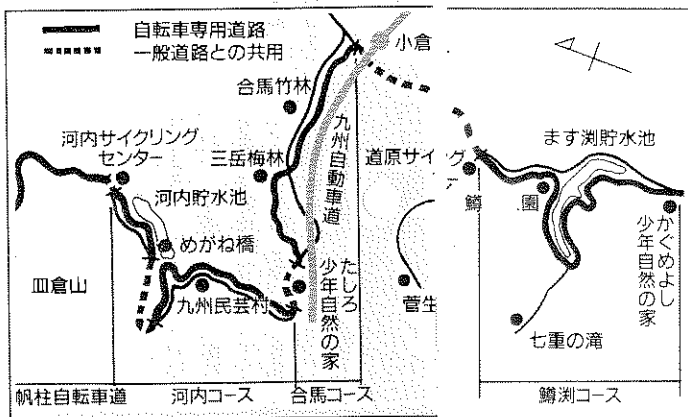 自転車専用道路
一般道路との共用
小倉
合馬竹林
河内サイクリング
センター
三岳梅林
九州自動車道
道原サイ
ます渕貯水池
河内貯水池
鱒
園
めがね橋
かぐめよし
少年自然の家
たしろ
少年自然の家
皿倉山
九州民芸村
菅生
七重の滝
帆柱自転車道
河内コース
合馬コース
鱒渕コース